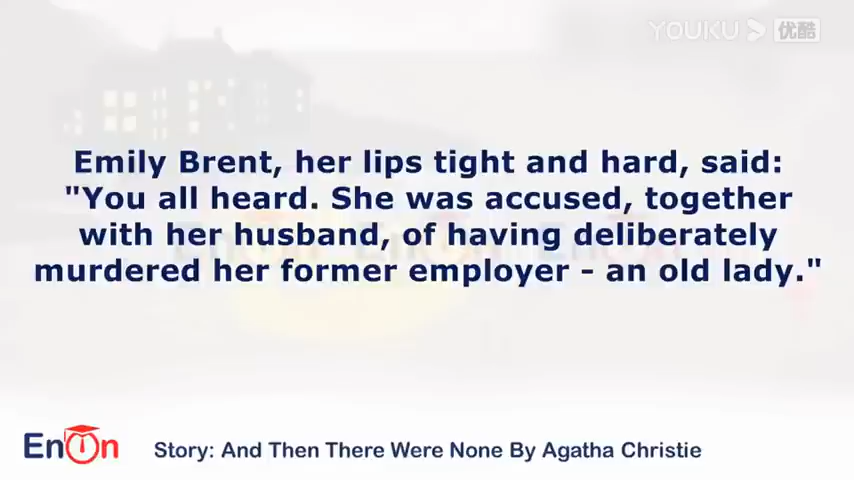 YOUKU 优酷
Emily Brent, her lips tight and hard, said:
"You all heard. She was accused, together
with her husband, of having deliberately
murdered her former employer - an old lady."
EnOn
Story: And Then There Were None By Agatha Christie